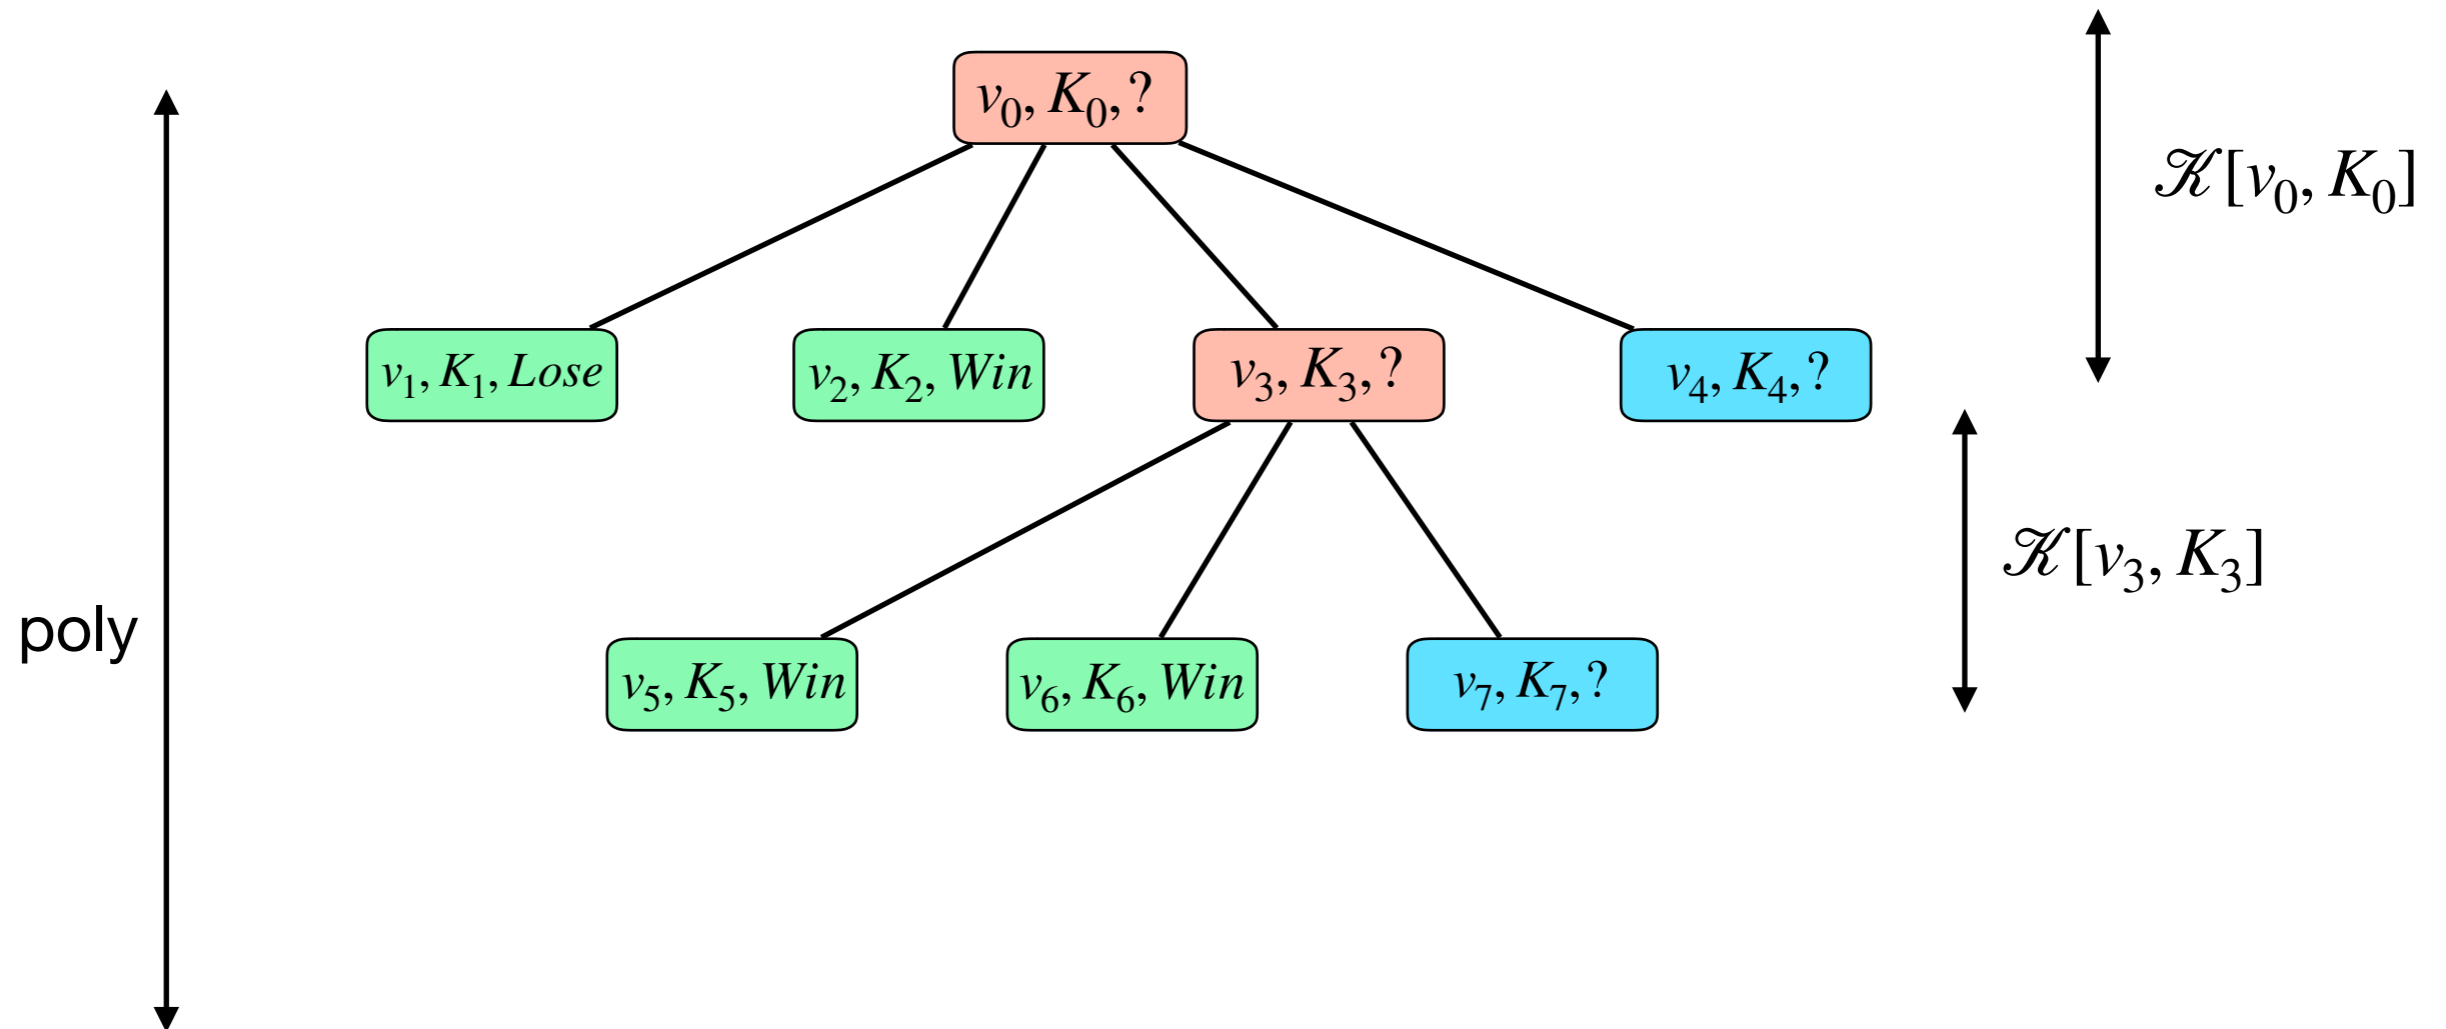 v₀, K₀, ?
𝒦[v₀, K₀]
v₁, K₁, Lose
v₂, K₂, Win
v₃, K₃, ?
v₄, K₄, ?
𝒦[v₃, K₃]
poly
v₅, K₅, Win
v₆, K₆, Win
v₇, K₇, ?